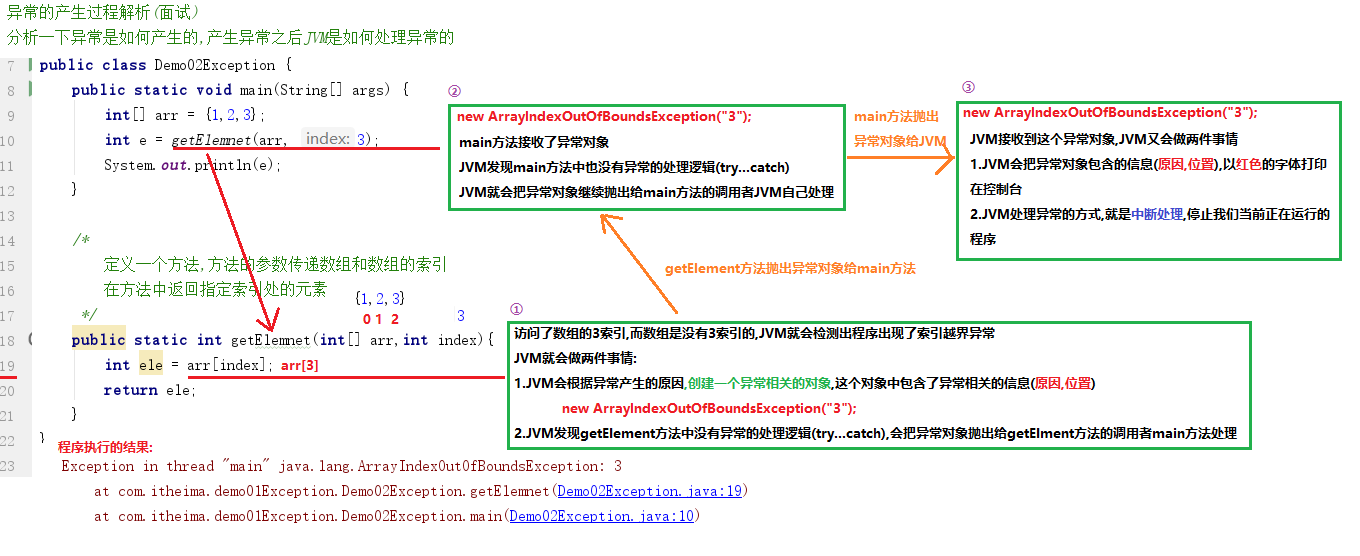 异常的产生过程解析(面试)
分析一下异常是如何产生的,产生异常之后JVM是如何处理异常的
7 public class Demo02Exception {
8 public static void main(String[] args) {
9 int[] arr = {1,2,3};
10 int e = getElemnet(arr, index: 3);
11 System.out.println(e);
12 }
13
14 /*
15 定义一个方法,方法的参数传递数组和数组的索引
16 在方法中返回指定索引处的元素
17 */
18 public static int getElemnet(int[] arr,int index){
19 int ele = arr[index]; arr[3]
20 return ele;
21 }
22 }
23
{1,2,3}
0 1 2
3
①
访问了数组的3索引,而数组是没有3索引的,JVM就会检测出程序出现了索引越界异常
JVM就会做两件事情:
1.JVM会根据异常产生的原因,创建一个异常相关的对象,这个对象中包含了异常相关的信息(原因,位置)
new ArrayIndexOutOfBoundsException("3");
2.JVM发现getElement方法中没有异常的处理逻辑(try...catch),会把异常对象抛出给getElment方法的调用者main方法处理
getElement方法抛出异常对象给main方法
②
new ArrayIndexOutOfBoundsException("3");
main方法接收了异常对象
JVM发现main方法中也没有异常的处理逻辑(try...catch)
JVM就会把异常对象继续抛出给main方法的调用者JVM自己处理
main方法抛出
异常对象给JVM
③
new ArrayIndexOutOfBoundsException("3");
JVM接收到这个异常对象,JVM又会做两件事情
1.JVM会把异常对象包含的信息(原因,位置),以红色的字体打印
在控制台
2.JVM处理异常的方式,就是中断处理,停止我们当前正在运行的
程序
程序执行的结果:
Exception in thread "main" java.lang.ArrayIndexOutOfBoundsException: 3
at com.itheima.demo01Exception.Demo02Exception.getElemnet(Demo02Exception.java:19)
at com.itheima.demo01Exception.Demo02Exception.main(Demo02Exception.java:10)